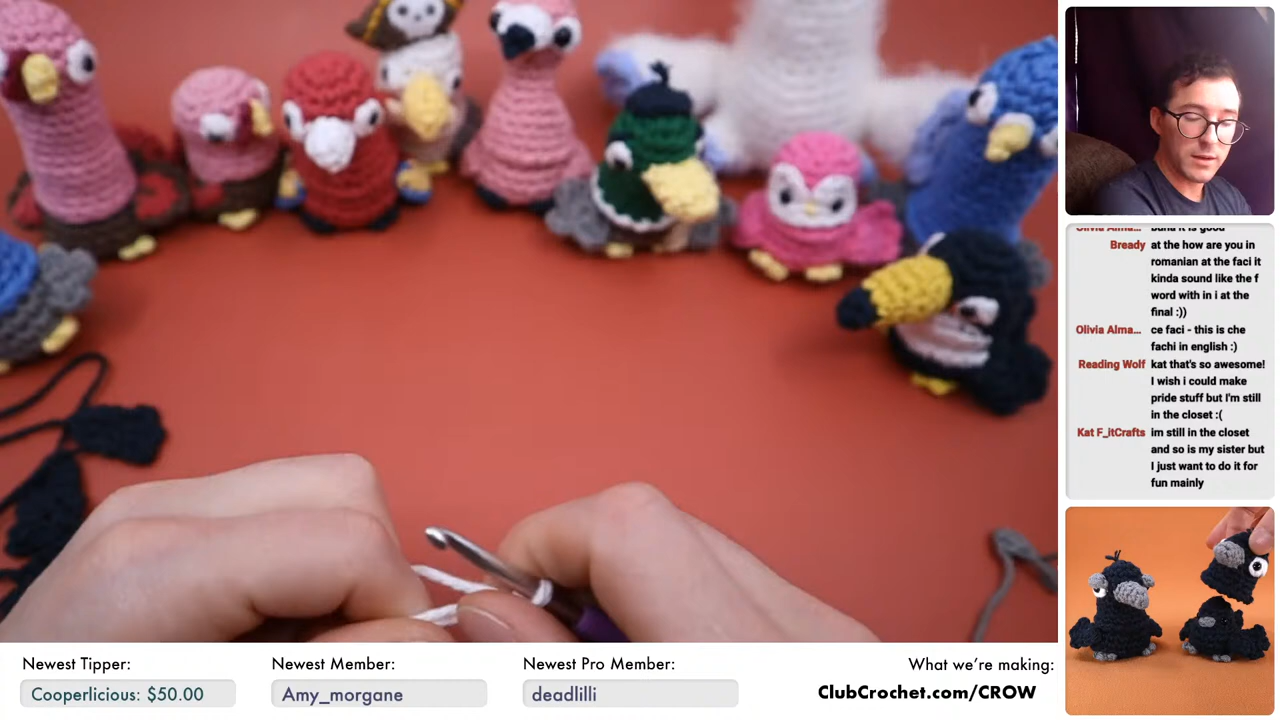 Olivia Alma...
Bready at the how are you in
romanian at the faci it
kinda sound like the f
word with in i at the
final :))
Olivia Alma... ce faci - this is che
fachi in english :)
Reading Wolf kat that's so awesome!
I wish i could make
pride stuff but I'm still
in the closet :(
Kat F_itCrafts im still in the closet
and so is my sister but
I just want to do it for
fun mainly
Newest Tipper: Newest Member: Newest Pro Member: What we're making:
Cooperlicious: $50.00 Amy_morgane deadlilli ClubCrochet.com/CROW